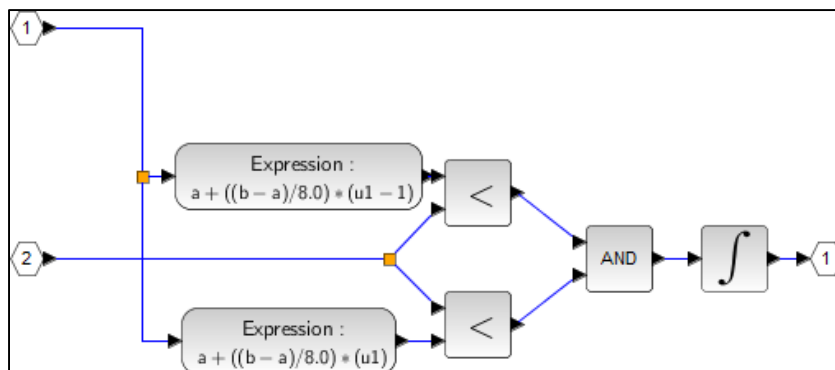 1
Expression :
a + ((b − a)/8.0) ∗ (u1 − 1)
<
2
AND
∫
1
Expression :
a + ((b − a)/8.0) ∗ (u1)
<